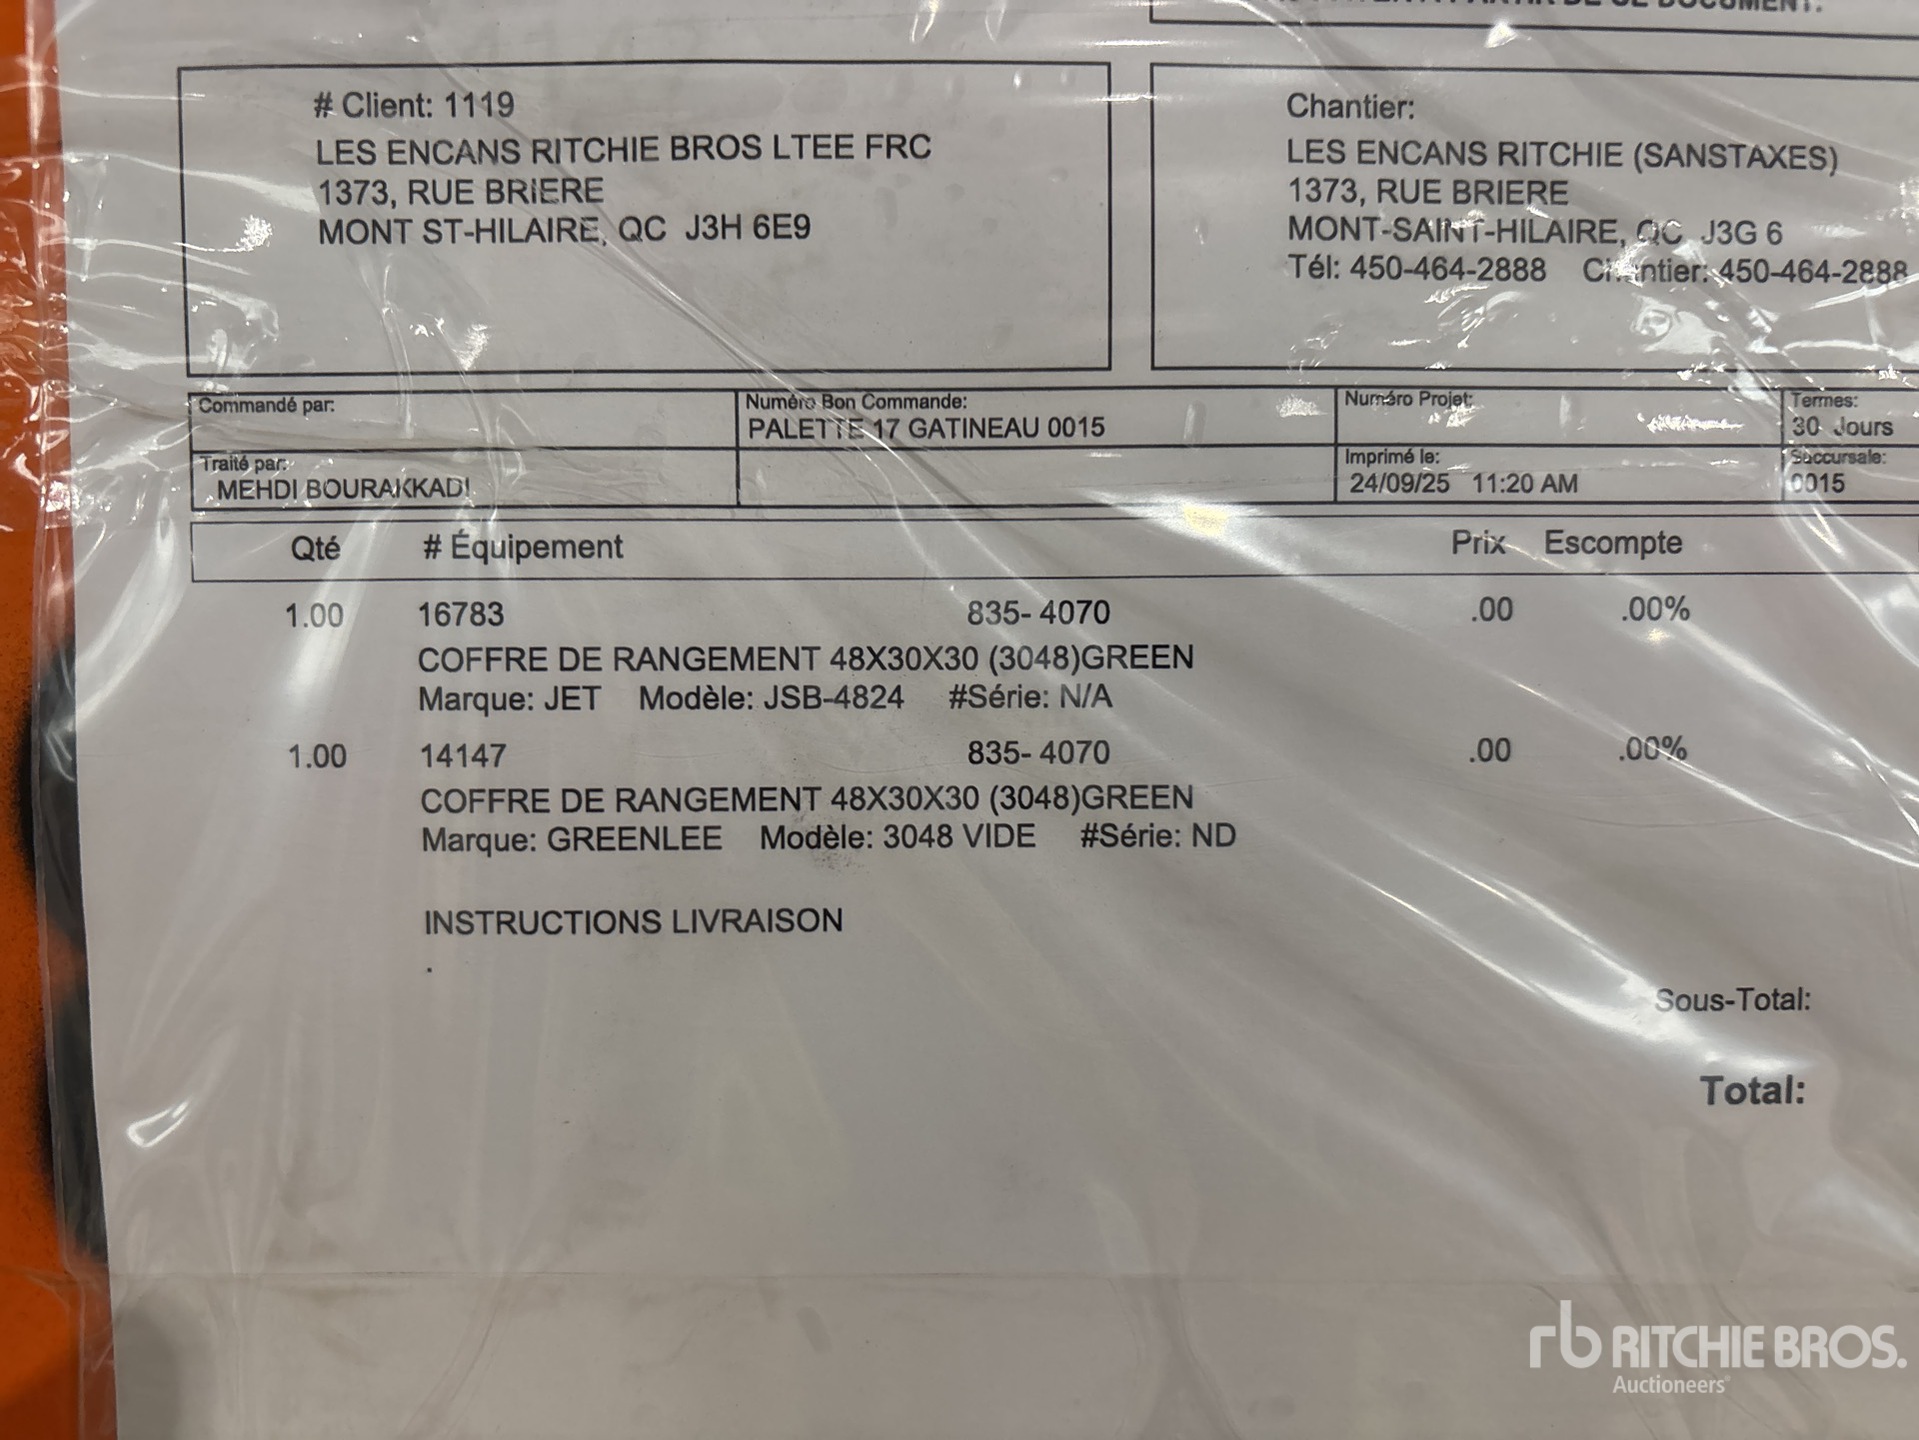 DE CE DOCUMENT.
# Client: 1119
LES ENCANS RITCHIE BROS LTEE FRC
1373, RUE BRIERE
MONT ST-HILAIRE, QC J3H 6E9
Chantier:
LES ENCANS RITCHIE (SANSTAXES)
1373, RUE BRIERE
MONT-SAINT-HILAIRE, QC J3G 6
Tél: 450-464-2888 Chantier: 450-464-2888
Commandé par:
Numéro Bon Commande:
PALETTE 17 GATINEAU 0015
Numéro Projet:
Termes:
30 Jours
Traité par:
MEHDI BOURAKKADI
Imprimé le:
24/09/25 11:20 AM
Succursale:
0015
Qté # Équipement Prix Escompte
1.00 16783 835- 4070 .00 .00%
COFFRE DE RANGEMENT 48X30X30 (3048)GREEN
Marque: JET Modèle: JSB-4824 #Série: N/A
1.00 14147 835- 4070 .00 .00%
COFFRE DE RANGEMENT 48X30X30 (3048)GREEN
Marque: GREENLEE Modèle: 3048 VIDE #Série: ND
INSTRUCTIONS LIVRAISON
.
Sous-Total:
Total:
rb RITCHIE BROS.
Auctioneers